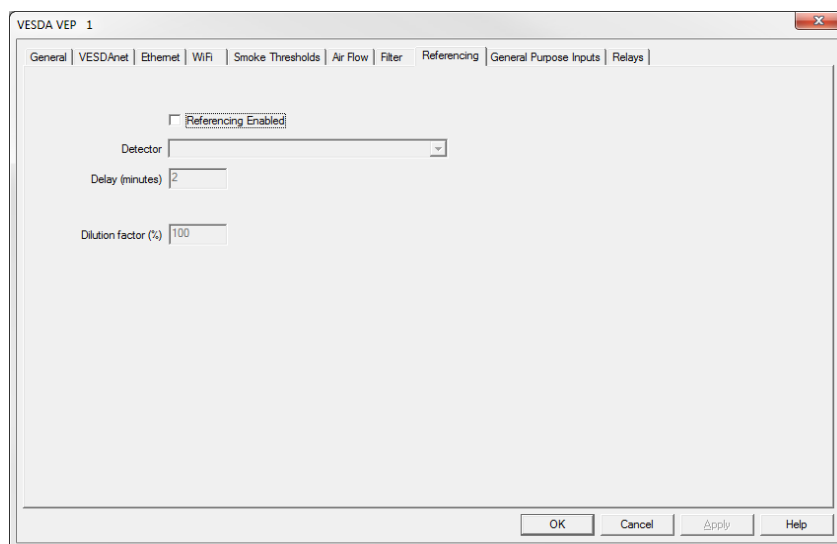 VESDA VEP 1
General VESDAnet Ethernet WiFi Smoke Thresholds Air Flow Filter Referencing General Purpose Inputs Relays
Referencing Enabled
Detector
Delay (minutes) 2
Dilution factor (%) 100
OK Cancel Apply Help